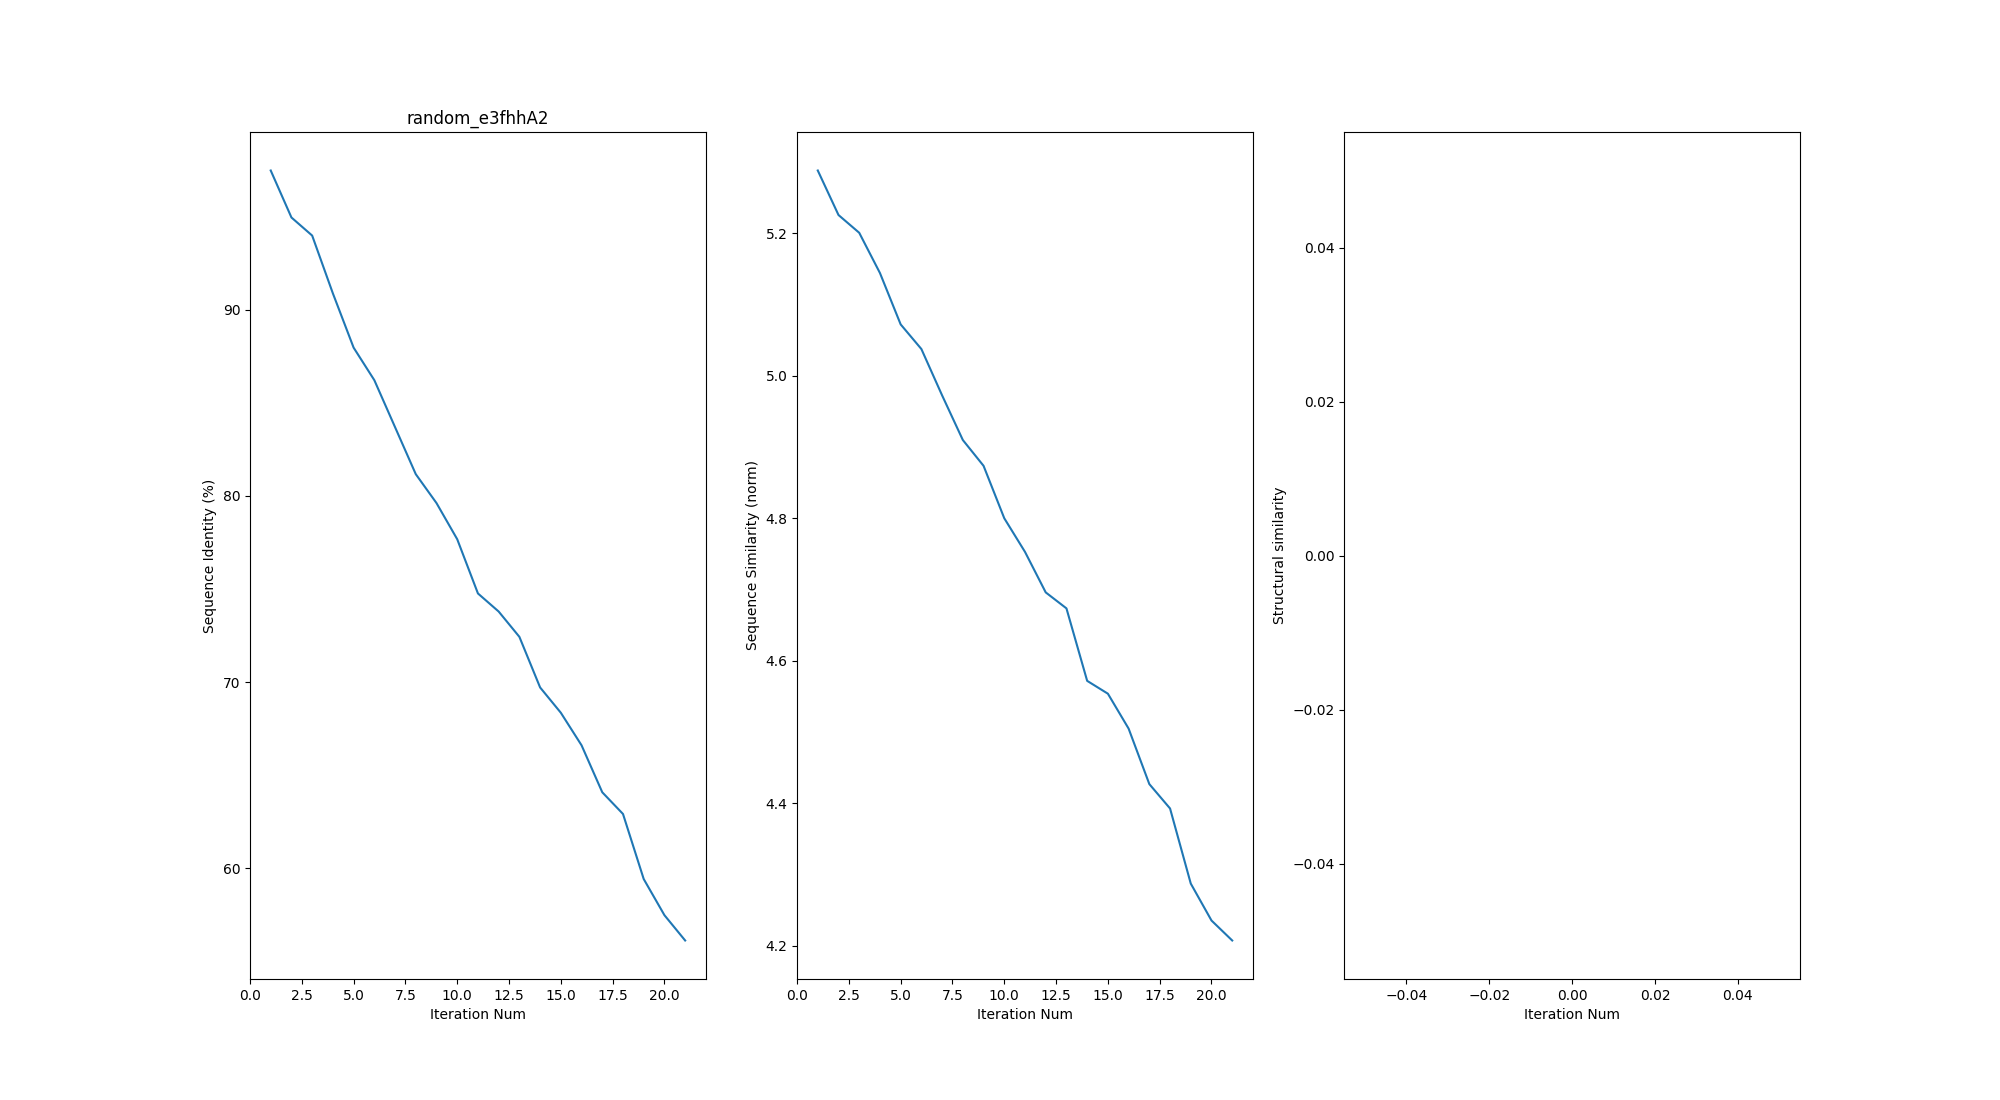 random_e3fhhA2
Sequence Identity (%)
90
80
70
60
0.0 2.5 5.0 7.5 10.0 12.5 15.0 17.5 20.0
Iteration Num
Sequence Similarity (norm)
5.2
5.0
4.8
4.6
4.4
4.2
0.0 2.5 5.0 7.5 10.0 12.5 15.0 17.5 20.0
Iteration Num
Structural similarity
0.04
0.02
0.00
−0.02
−0.04
−0.04 −0.02 0.00 0.02 0.04
Iteration Num